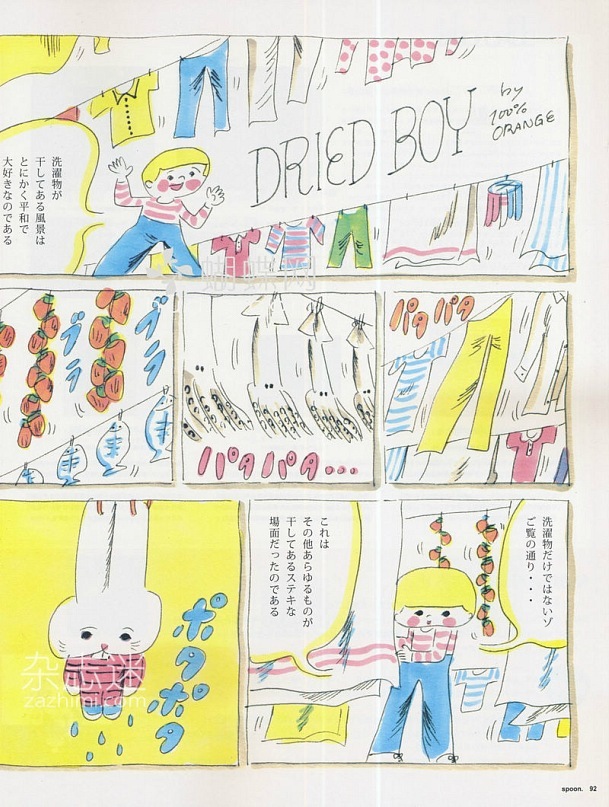 DRIED BOY
by
100%
ORANGE
洗濯物が
干してある風景は
とにかく平和で
大好きなのである
パタパタ
パタパタ...
ブラ
ブラ
洗濯物だけではないゾ
ご覧の通り・・・・
これは
その他あらゆるものが
干してあるステキな
場面だったのである
ポタポタ
杂志迷
zazhimi.com
spoon. 92